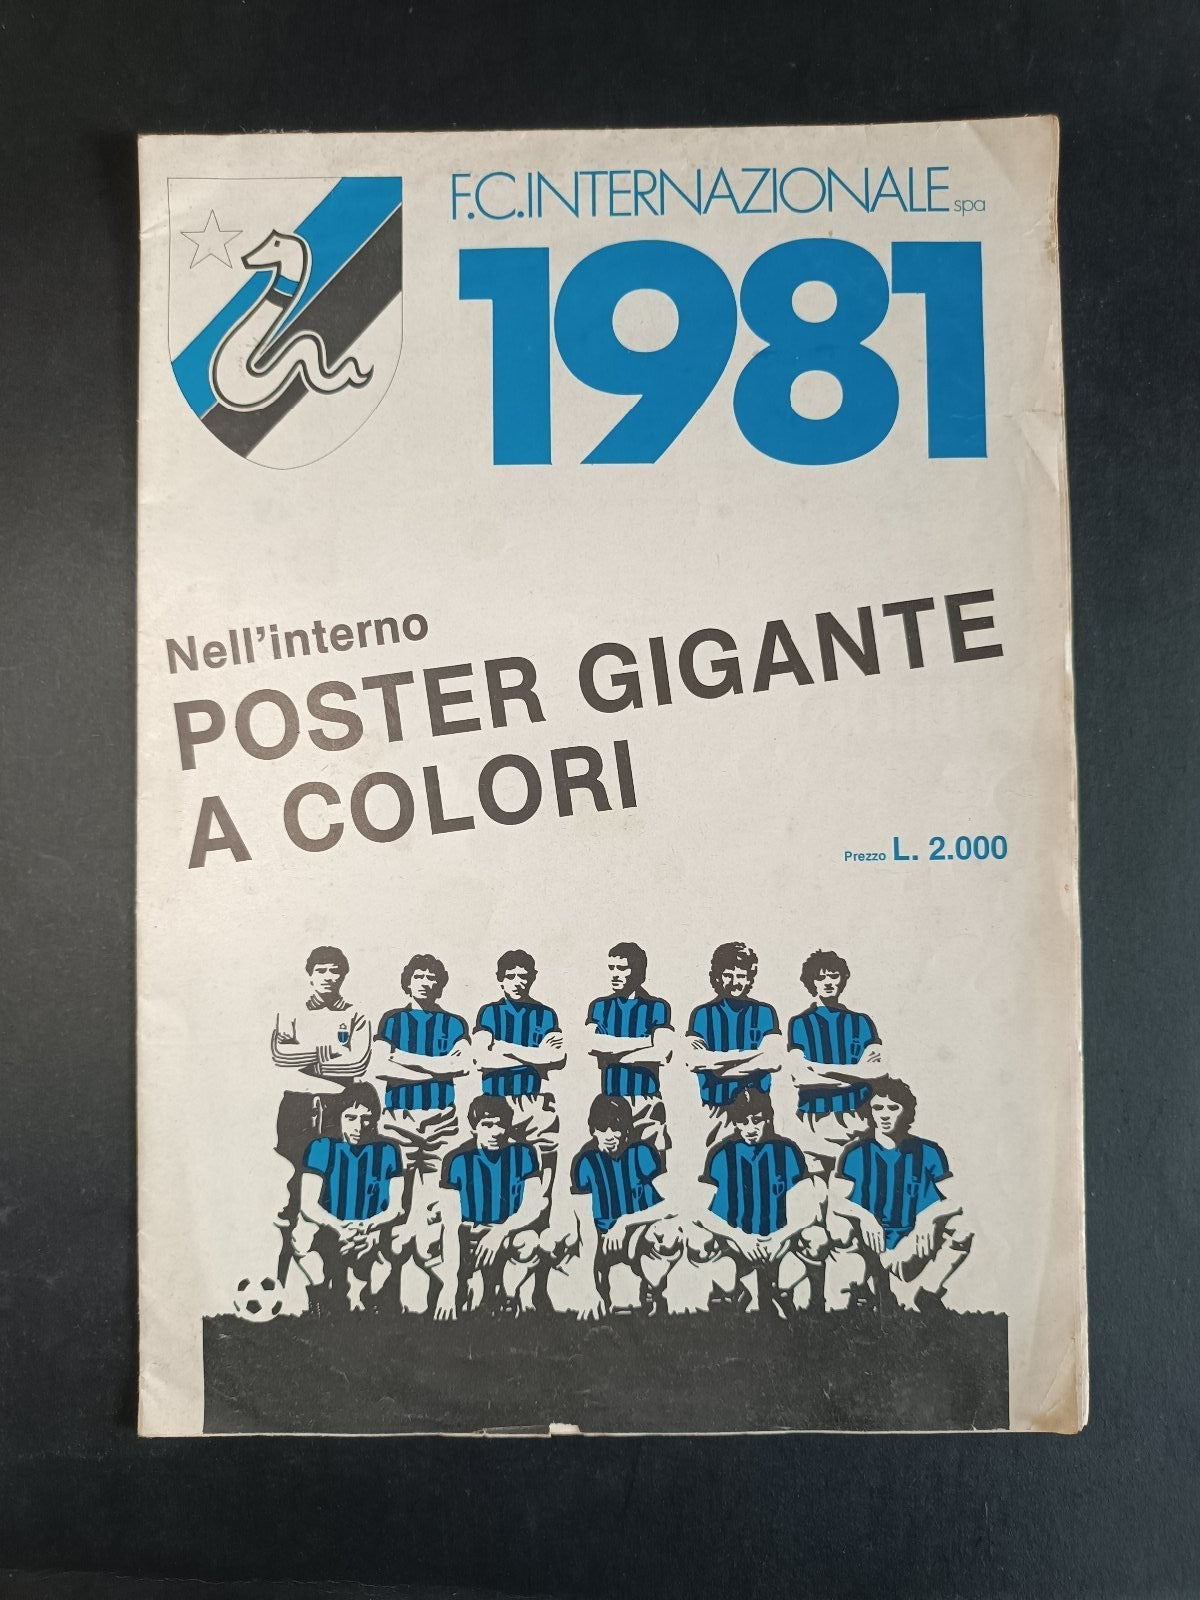 F.C.INTERNAZIONALE spa
1981
Nell'interno
POSTER GIGANTE
A COLORI
Prezzo L. 2.000